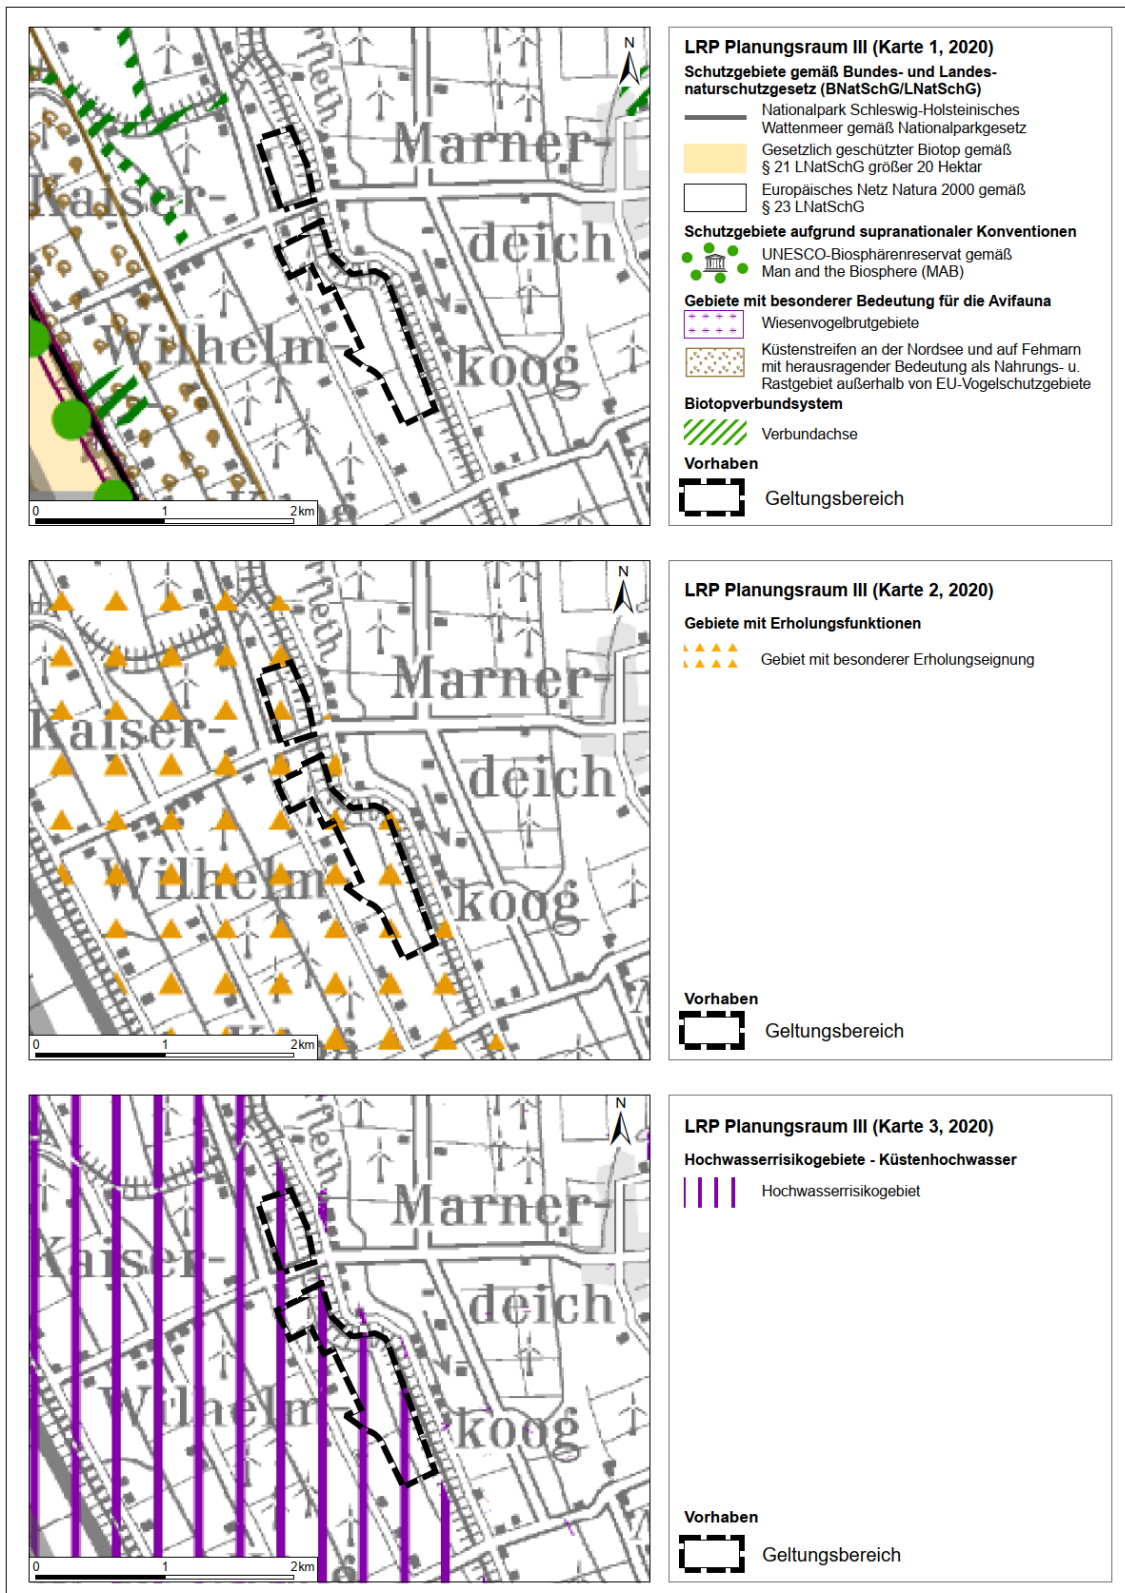 N
Neth
Marner-
Kaiser-
deich
Wilhelm-
koog
0 1 2km
LRP Planungsraum III (Karte 1, 2020)
Schutzgebiete gemäß Bundes- und Landes-
naturschutzgesetz (BNatSchG/LNatSchG)
Nationalpark Schleswig-Holsteinisches
Wattenmeer gemäß Nationalparkgesetz
Gesetzlich geschützter Biotop gemäß
§ 21 LNatSchG größer 20 Hektar
Europäisches Netz Natura 2000 gemäß
§ 23 LNatSchG
Schutzgebiete aufgrund supranationaler Konventionen
UNESCO-Biosphärenreservat gemäß
Man and the Biosphere (MAB)
Gebiete mit besonderer Bedeutung für die Avifauna
Wiesenvogelbrutgebiete
Küstenstreifen an der Nordsee und auf Fehmarn
mit herausragender Bedeutung als Nahrungs- u.
Rastgebiet außerhalb von EU-Vogelschutzgebiete
Biotopverbundsystem
Verbundachse
Vorhaben
Geltungsbereich
N
Neth
Marner-
Kaiser-
deich
Wilhelm-
koog
0 1 2km
LRP Planungsraum III (Karte 2, 2020)
Gebiete mit Erholungsfunktionen
Gebiet mit besonderer Erholungseignung
Vorhaben
Geltungsbereich
N
Neth
Marner-
Kaiser-
deich
Wilhelm-
koog
0 1 2km
LRP Planungsraum III (Karte 3, 2020)
Hochwasserrisikogebiete - Küstenhochwasser
Hochwasserrisikogebiet
Vorhaben
Geltungsbereich